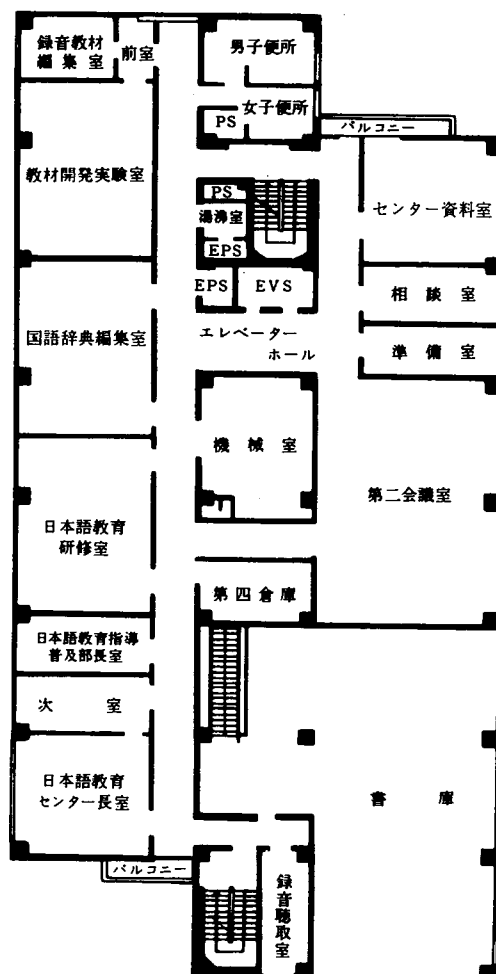 録音教材
編集室
前室
男子便所
女子便所
PS
バルコニー
教材開発実験室
PS
湯沸室
EPS
センター資料室
EPS
EVS
相談室
国語辞典編集室
エレベーター
ホール
準備室
機械室
第二会議室
日本語教育
研修室
第四倉庫
日本語教育指導
普及部長室
次室
日本語教育
センター長室
書庫
バルコニー
録音聴取室